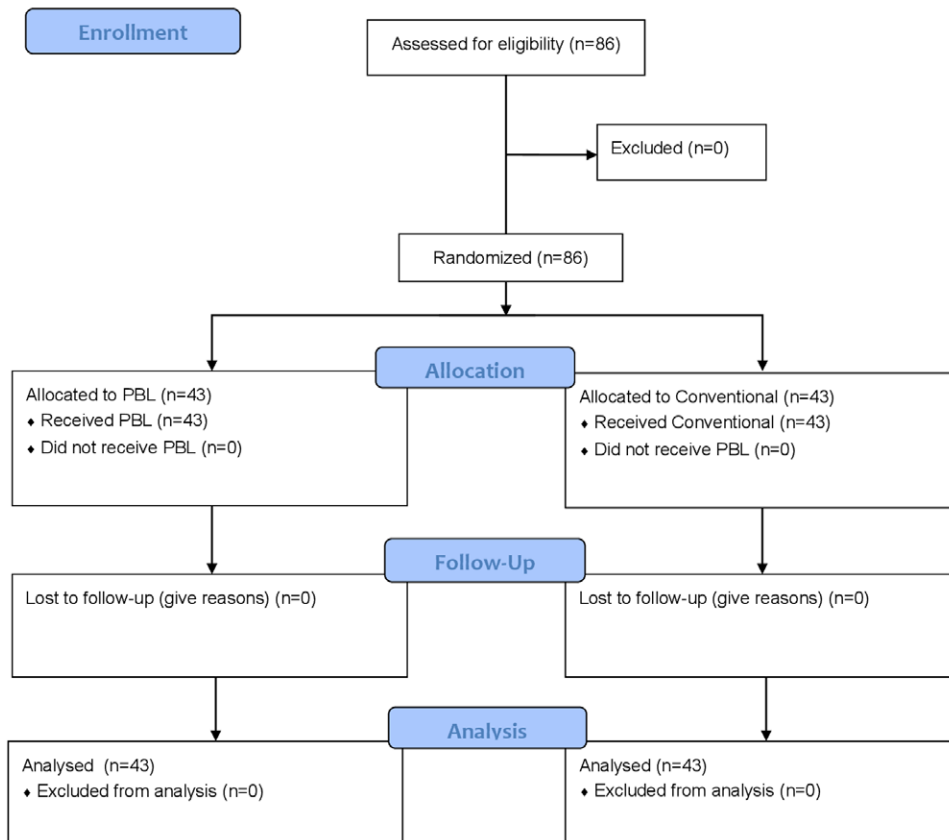 Enrollment
Assessed for eligibility (n=86)
Excluded (n=0)
Randomized (n=86)
Allocation
Allocated to PBL (n=43)
♦ Received PBL (n=43)
♦ Did not receive PBL (n=0)
Allocated to Conventional (n=43)
♦ Received Conventional (n=43)
♦ Did not receive PBL (n=0)
Follow-Up
Lost to follow-up (give reasons) (n=0)
Lost to follow-up (give reasons) (n=0)
Analysis
Analysed (n=43)
♦ Excluded from analysis (n=0)
Analysed (n=43)
♦ Excluded from analysis (n=0)